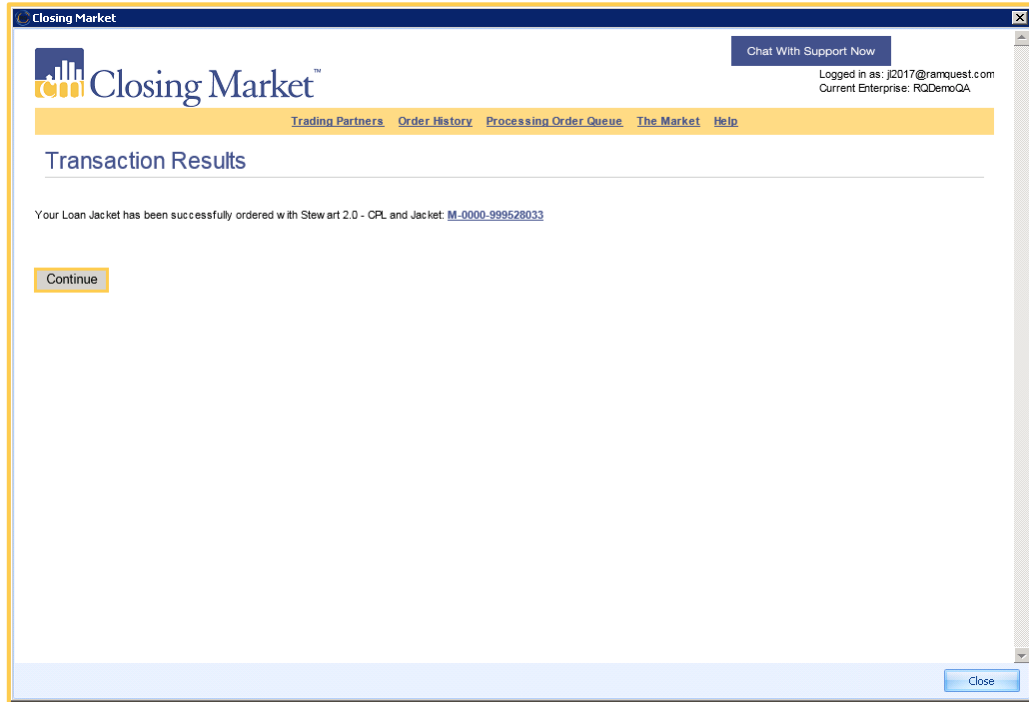 Closing Market
Chat With Support Now
cm Closing Market™
Logged in as: jl2017@ramquest.com
Current Enterprise: RQDemoQA
Trading Partners Order History Processing Order Queue The Market Help
Transaction Results
Your Loan Jacket has been successfully ordered with Stewart 2.0 - CPL and Jacket: M-0000-999528033
Continue
Close